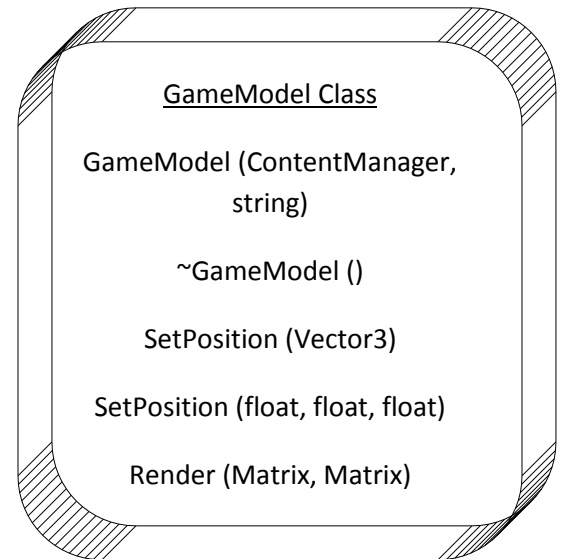 GameModel Class
GameModel (ContentManager,
string)
~GameModel ()
SetPosition (Vector3)
SetPosition (float, float, float)
Render (Matrix, Matrix)